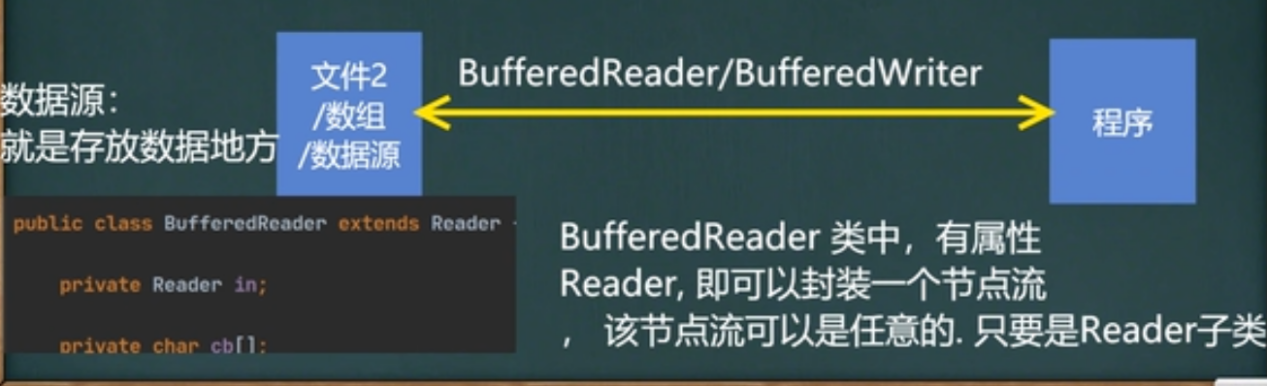 数据源：
就是存放数据地方
文件2
/数组
/数据源
BufferedReader/BufferedWriter
程序
public class BufferedReader extends Reader
private Reader in;
private char cb[];
BufferedReader 类中，有属性
Reader, 即可以封装一个节点流
， 该节点流可以是任意的. 只要是Reader子类